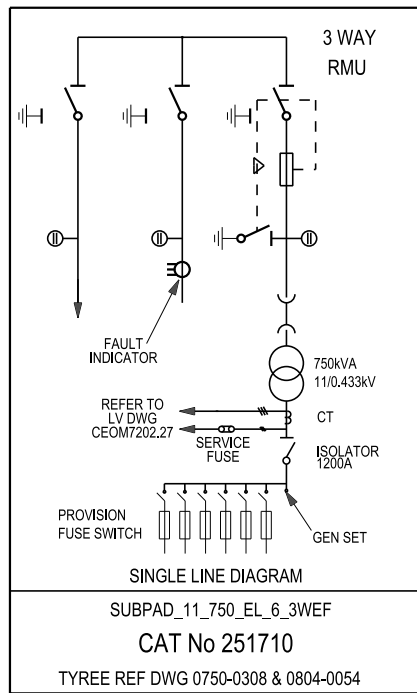 3 WAY
RMU
FAULT
INDICATOR
750kVA
11/0.433kV
REFER TO
LV DWG
CEOM7202.27
CT
SERVICE
FUSE
ISOLATOR
1200A
PROVISION
FUSE SWITCH
GEN SET
SINGLE LINE DIAGRAM
SUBPAD_11_750_EL_6_3WEF
CAT No 251710
TYREE REF DWG 0750-0308 & 0804-0054